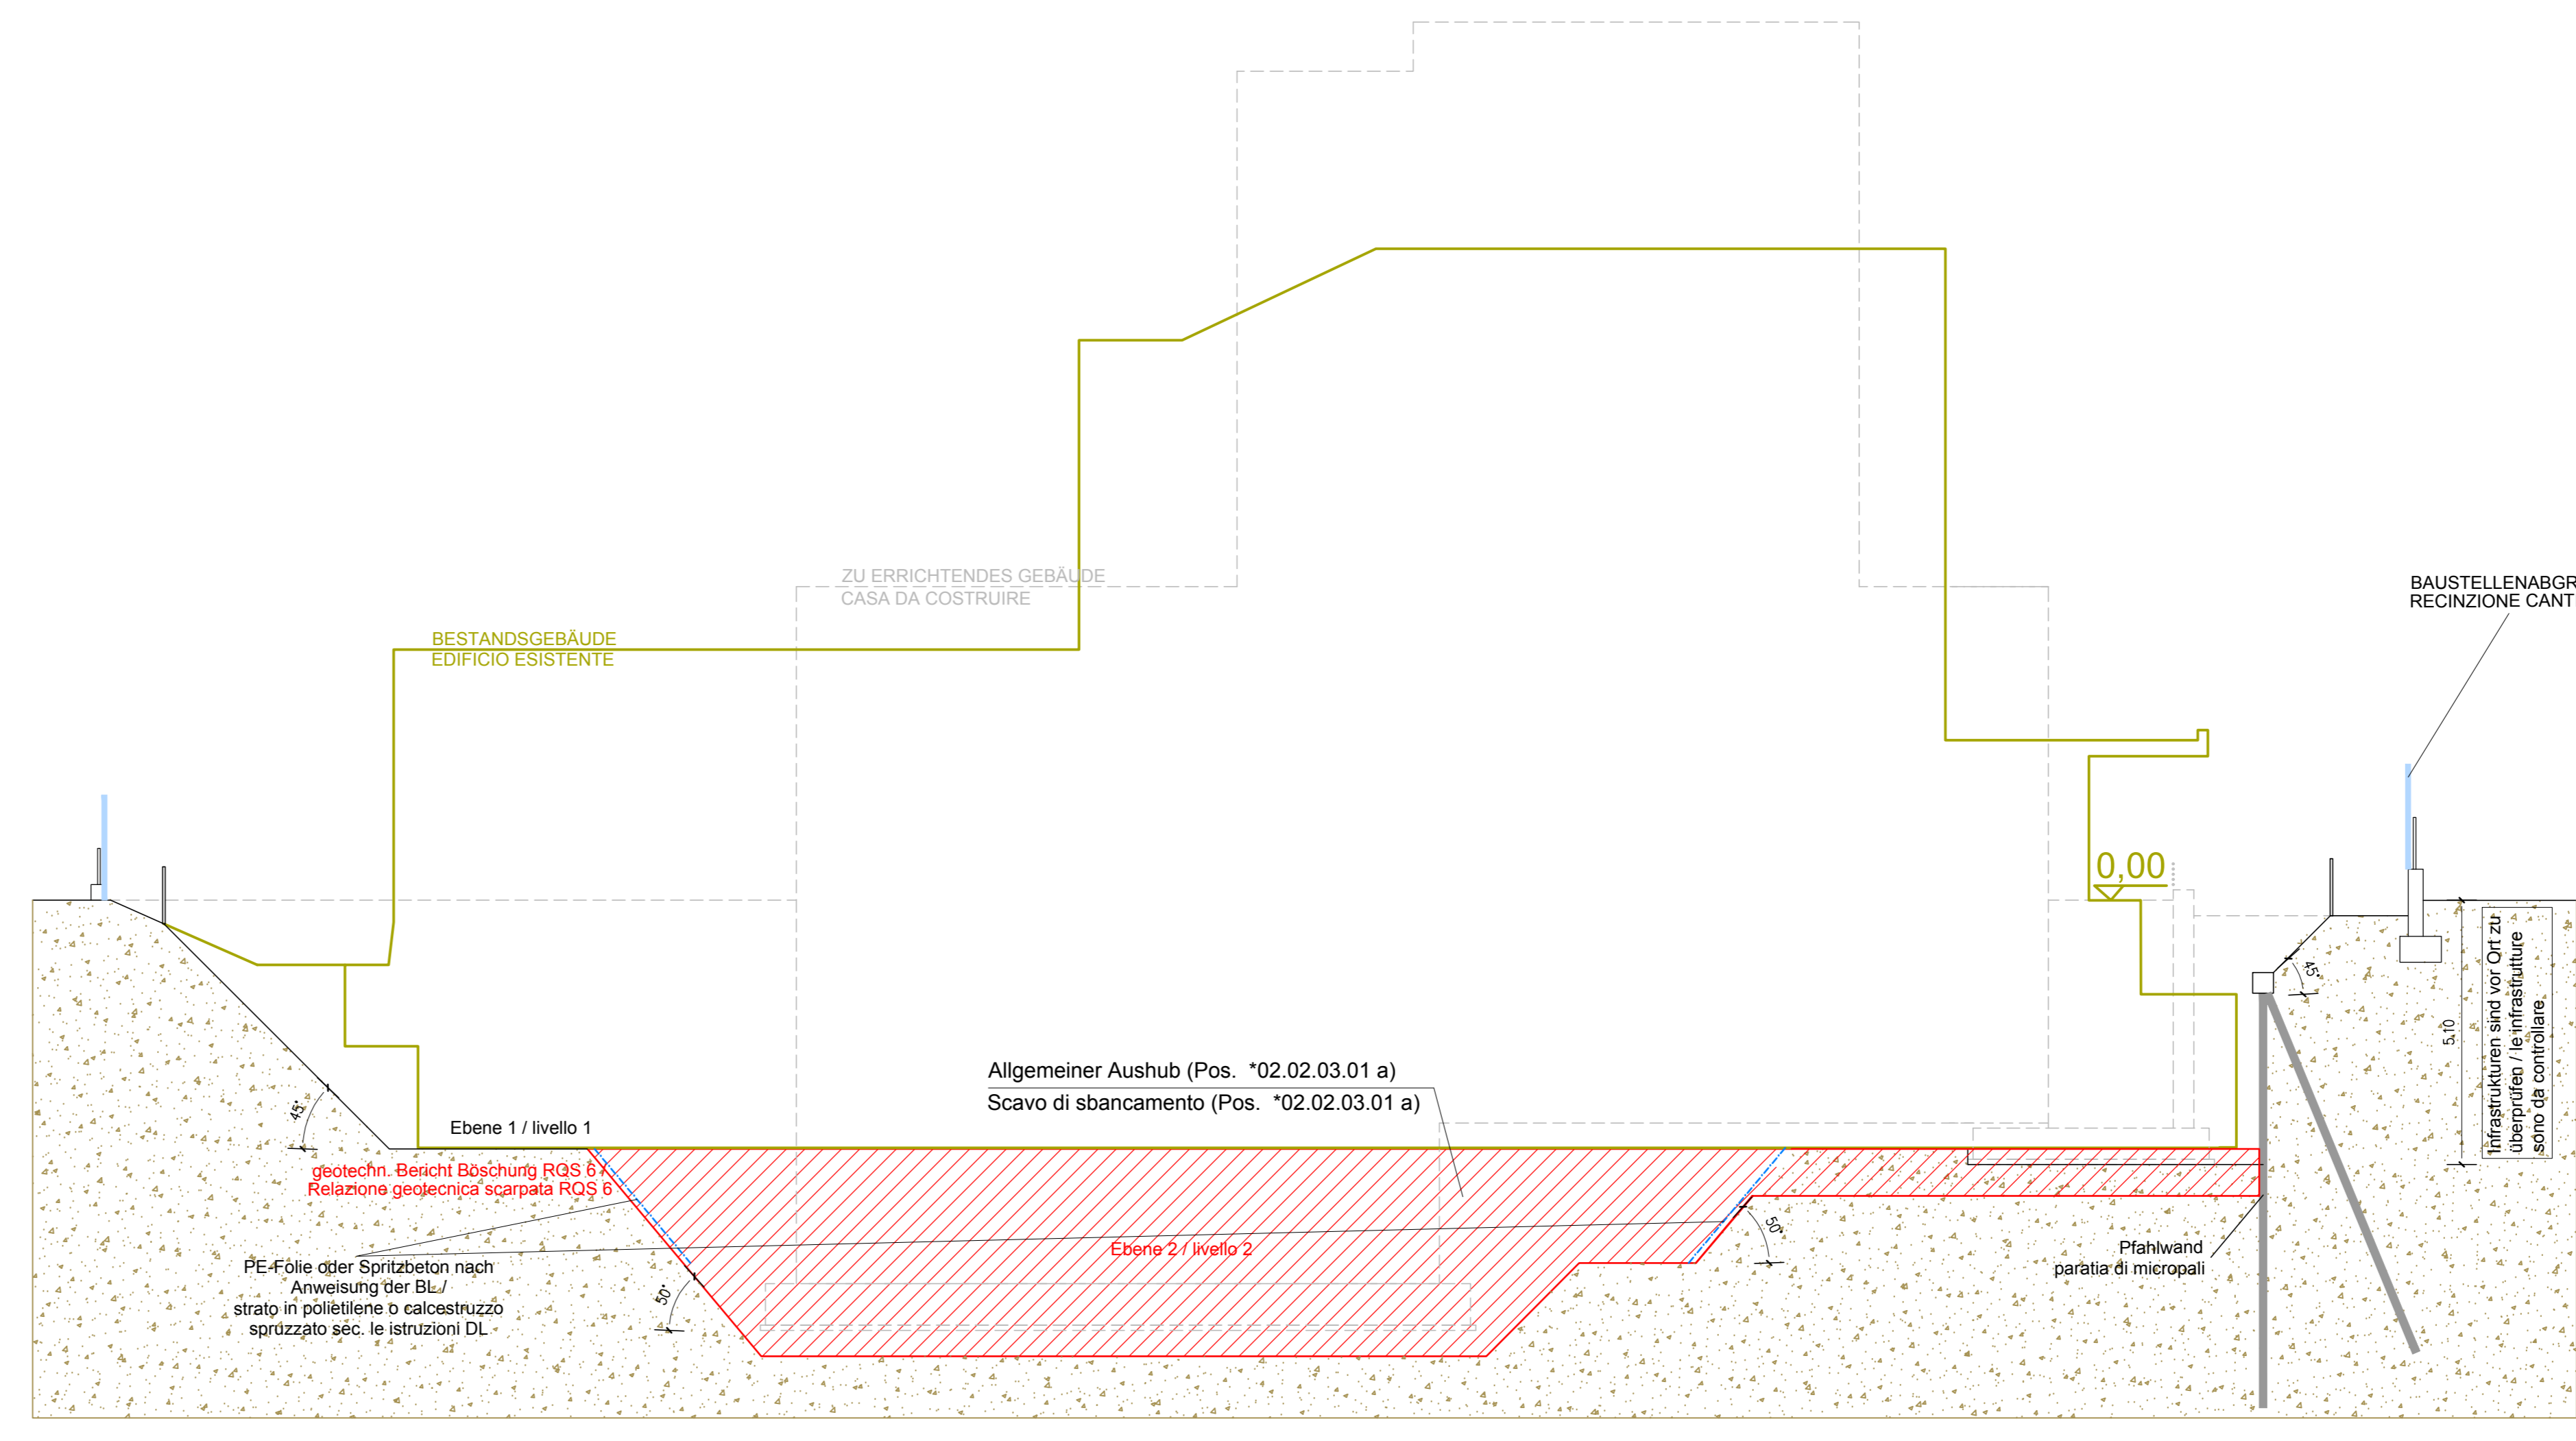 ZU ERRICHTENDES GEBÄUDE
CASA DA COSTRUIRE
BESTANDSGEBÄUDE
EDIFICIO ESISTENTE
BAUSTELLENABGR
RECINZIONE CANT
0,00
45°
5,10
Infrastrukturen sind vor Ort zu
überprüfen / le infrastrutture
sono da controllare
Allgemeiner Aushub (Pos. *02.02.03.01 a)
Scavo di sbancamento (Pos. *02.02.03.01 a)
45°
Ebene 1 / livello 1
geotechn. Bericht Böschung RQS 6 /
Relazione geotecnica scarpata RQS 6
50°
Ebene 2 / livello 2
Pfahlwand
paratia di micropali
PE-Folie oder Spritzbeton nach
Anweisung der BL /
strato in polietilene o calcestruzzo
spruzzato sec. le istruzioni DL
50°